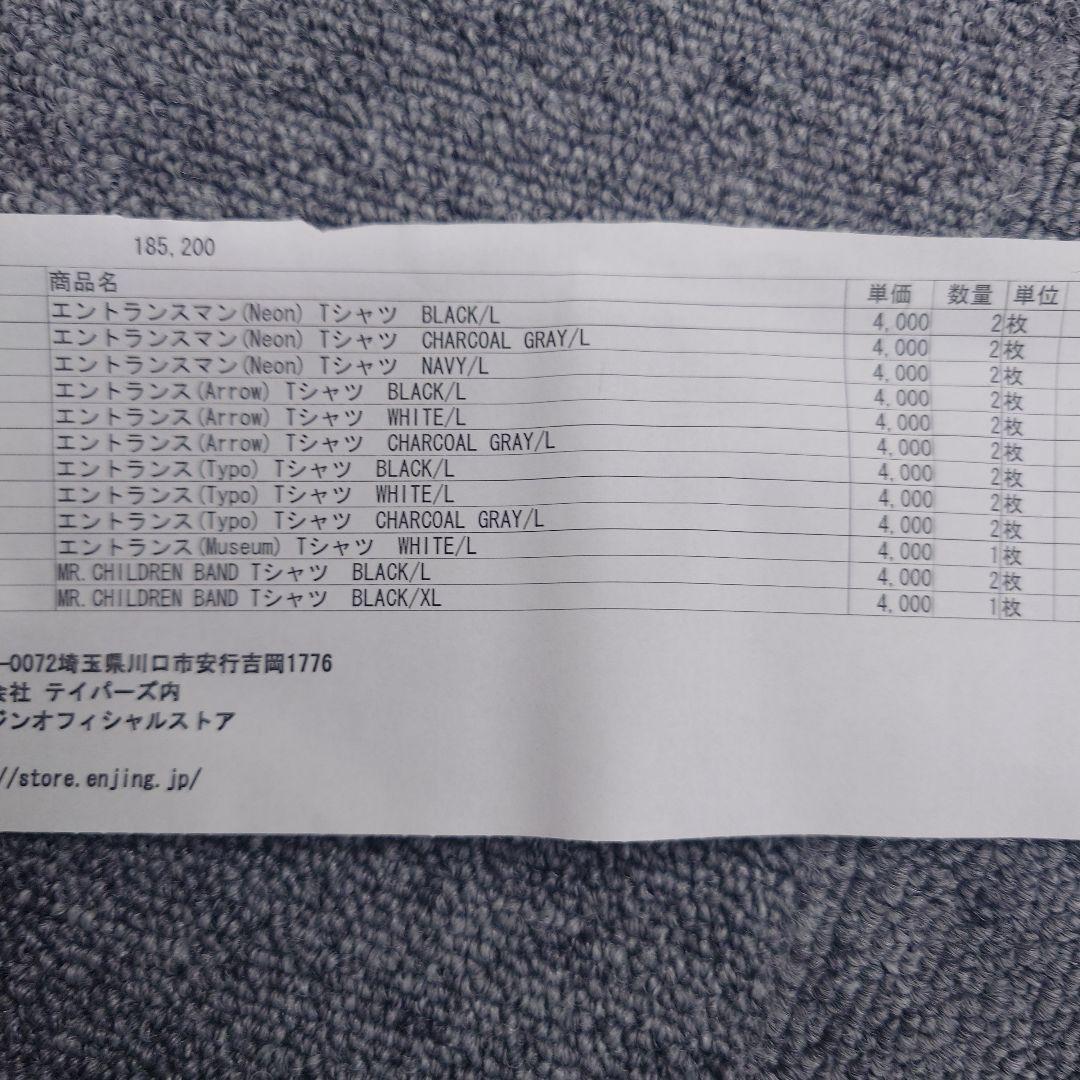 185,200
商品名 単価 数量 単位
エントランスマン(Neon) Tシャツ BLACK/L 4,000 2 枚
エントランスマン(Neon) Tシャツ CHARCOAL GRAY/L 4,000 2 枚
エントランスマン(Neon) Tシャツ NAVY/L 4,000 2 枚
エントランス(Arrow) Tシャツ BLACK/L 4,000 2 枚
エントランス(Arrow) Tシャツ WHITE/L 4,000 2 枚
エントランス(Arrow) Tシャツ CHARCOAL GRAY/L 4,000 2 枚
エントランス(Typo) Tシャツ BLACK/L 4,000 2 枚
エントランス(Typo) Tシャツ WHITE/L 4,000 2 枚
エントランス(Typo) Tシャツ CHARCOAL GRAY/L 4,000 2 枚
エントランス(Museum) Tシャツ WHITE/L 4,000 1 枚
MR.CHILDREN BAND Tシャツ BLACK/L 4,000 2 枚
MR.CHILDREN BAND Tシャツ BLACK/XL 4,000 1 枚
-0072埼玉県川口市安行吉岡1776
会社 テイパーズ内
ジンオフィシャルストア
//store.enjing.jp/